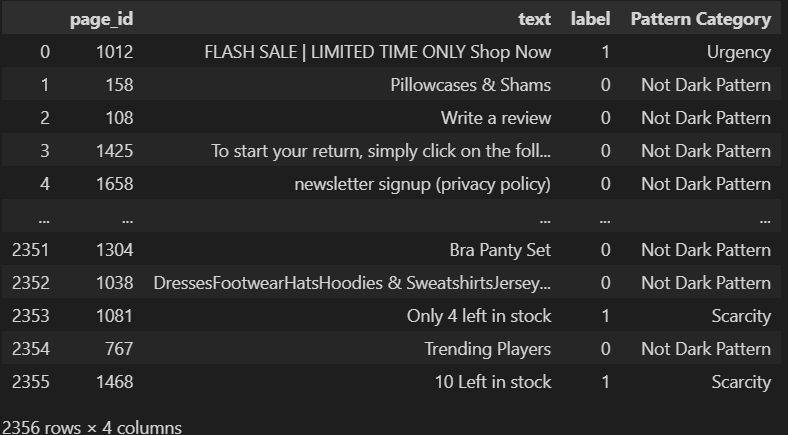 page_id text label Pattern Category
0 1012 FLASH SALE | LIMITED TIME ONLY Shop Now 1 Urgency
1 158 Pillowcases & Shams 0 Not Dark Pattern
2 108 Write a review 0 Not Dark Pattern
3 1425 To start your return, simply click on the foll... 0 Not Dark Pattern
4 1658 newsletter signup (privacy policy) 0 Not Dark Pattern
... ... ... ... ...
2351 1304 Bra Panty Set 0 Not Dark Pattern
2352 1038 DressesFootwearHatsHoodies & SweatshirtsJersey... 0 Not Dark Pattern
2353 1081 Only 4 left in stock 1 Scarcity
2354 767 Trending Players 0 Not Dark Pattern
2355 1468 10 Left in stock 1 Scarcity
2356 rows × 4 columns